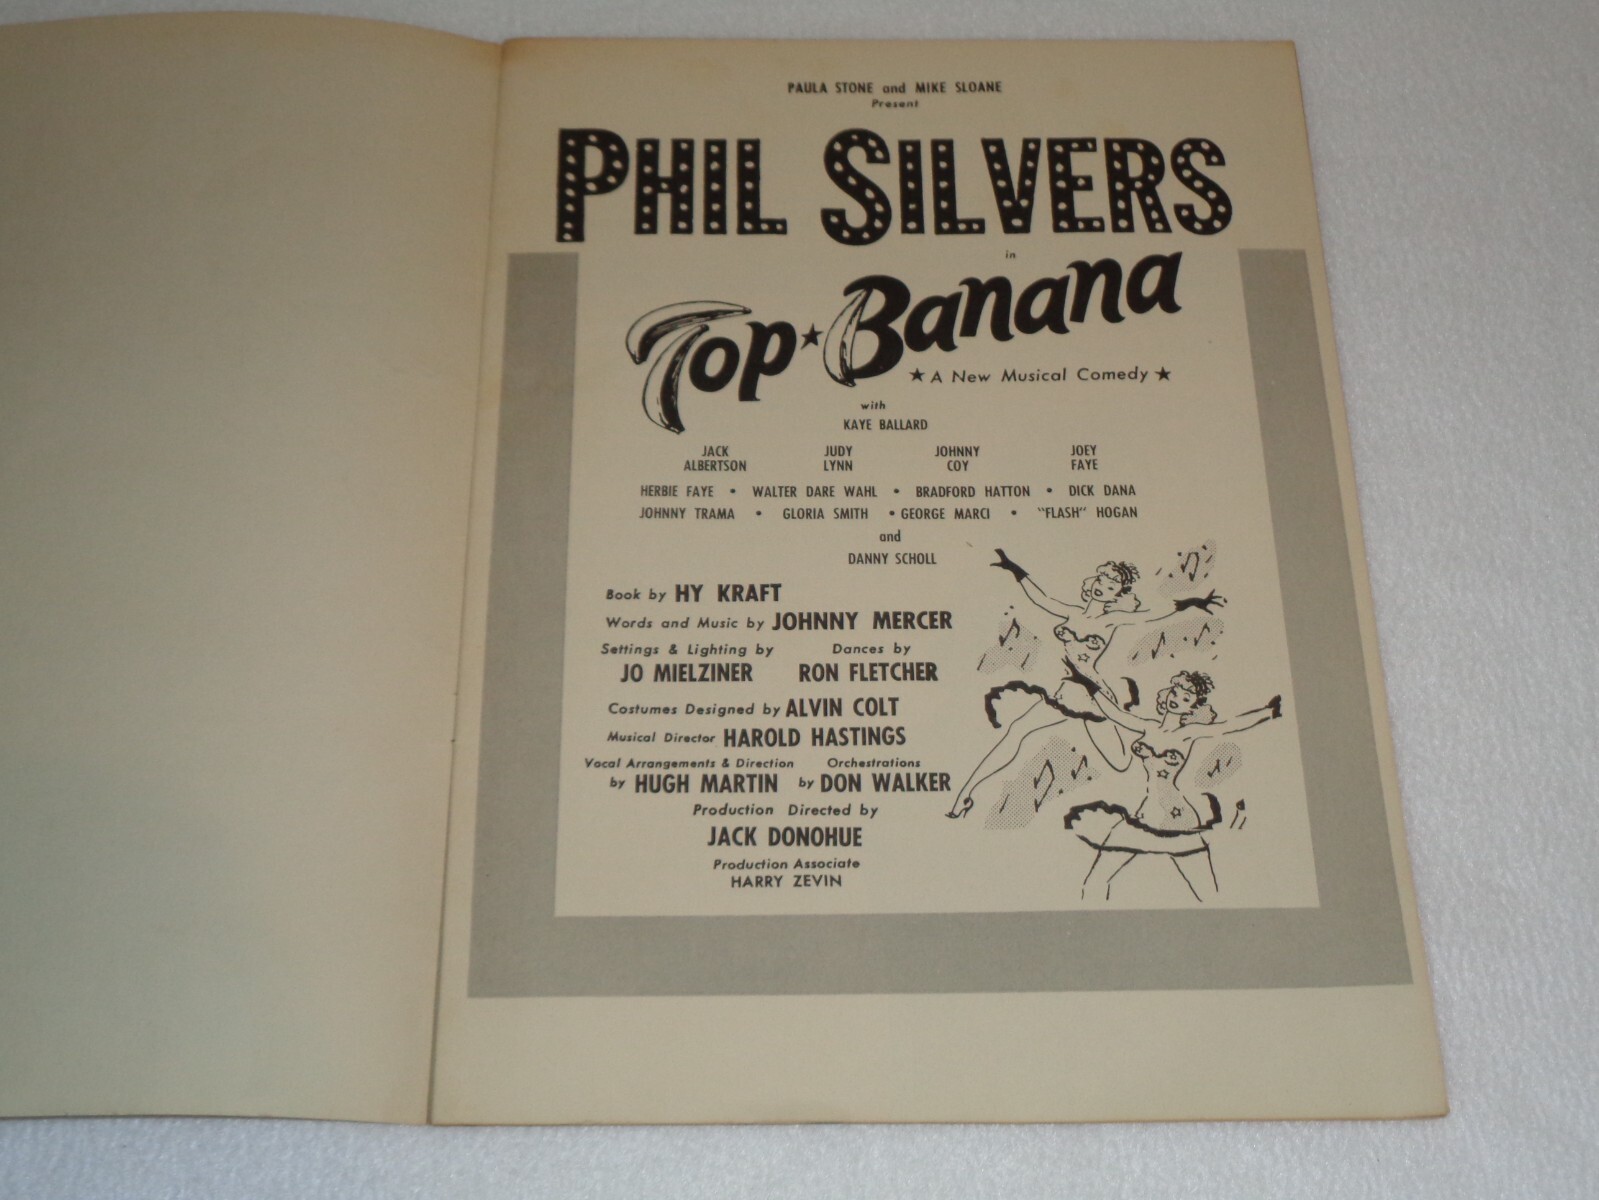 PAULA STONE and MIKE SLOANE
Present
PHIL SILVERS
in
Top Banana
A New Musical Comedy
with
KAYE BALLARD
JACK ALBERTSON
JUDY LYNN
JOHNNY COY
JOEY FAYE
HERBIE FAYE • WALTER DARE WAHL • BRADFORD HATTON • DICK DANA
JOHNNY TRAMA • GLORIA SMITH • GEORGE MARCI • "FLASH" HOGAN
and
DANNY SCHOLL
Book by HY KRAFT
Words and Music by JOHNNY MERCER
Settings & Lighting by
JO MIELZINER
Dances by
RON FLETCHER
Costumes Designed by ALVIN COLT
Musical Director HAROLD HASTINGS
Vocal Arrangements & Direction
by HUGH MARTIN
Orchestrations
by DON WALKER
Production Directed by
JACK DONOHUE
Production Associate
HARRY ZEVIN